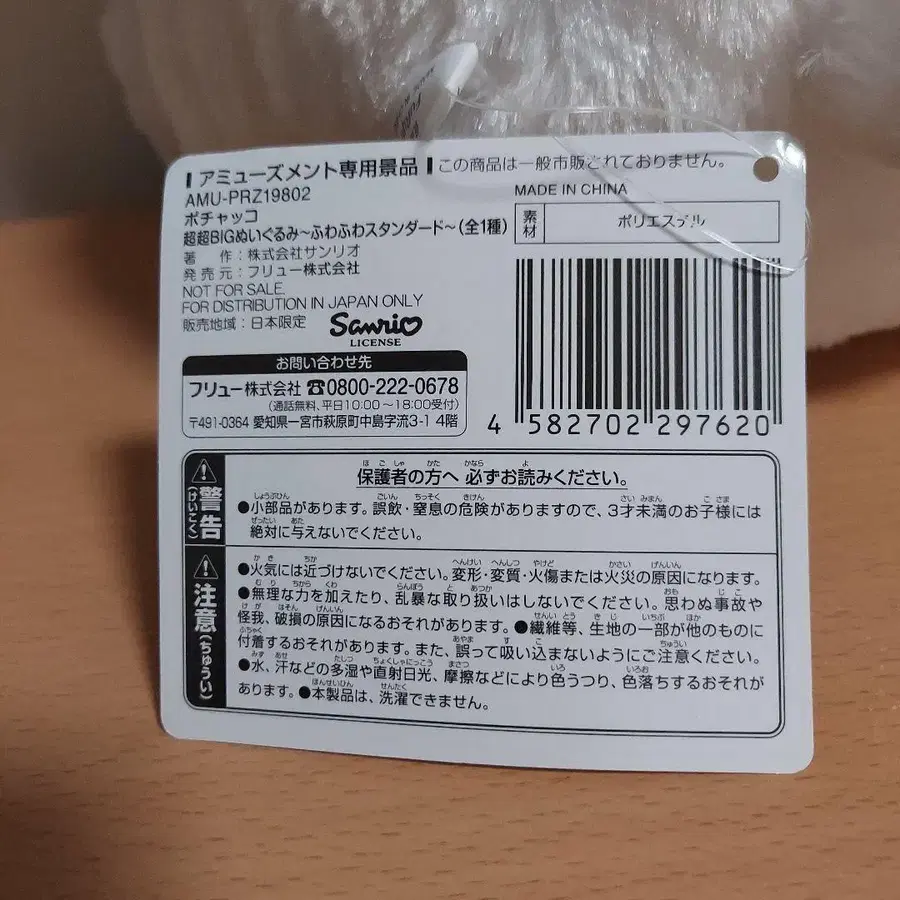 アミューズメント専用景品
この商品は一般市販されておりません。
AMU-PRZ19802
ポチャッコ
超超BIGぬいぐるみ～ふわふわスタンダード～(全1種)
著 作：株式会社サンリオ
発 売 元：フリュー株式会社
NOT FOR SALE.
FOR DISTRIBUTION IN JAPAN ONLY
販売地域：日本限定
Sanrio
LICENSE
MADE IN CHINA
素材 ポリエステル
4 582702 297620
お問い合わせ先
フリュー株式会社 ☎0800-222-0678
(通話無料、平日10:00～18:00受付)
〒491-0364 愛知県一宮市萩原町中島字流3-1 4階
警告(けいこく)
保護者の方へ 必ずお読みください。
●小部品があります。誤飲・窒息の危険がありますので、3才未満のお子様には
絶対に与えないでください。
注意(ちゅうい)
●火気には近づけないでください。変形・変質・火傷または火災の原因になります。
●無理な力を加えたり、乱暴な取り扱いはしないでください。思わぬ事故や
怪我、破損の原因になるおそれがあります。●繊維等、生地の一部が他のものに
付着するおそれがあります。また、誤って吸い込まないようにご注意ください。
●水、汗などの多湿や直射日光、摩擦などにより色うつり、色落ちするおそれが
あります。●本製品は、洗濯できません。